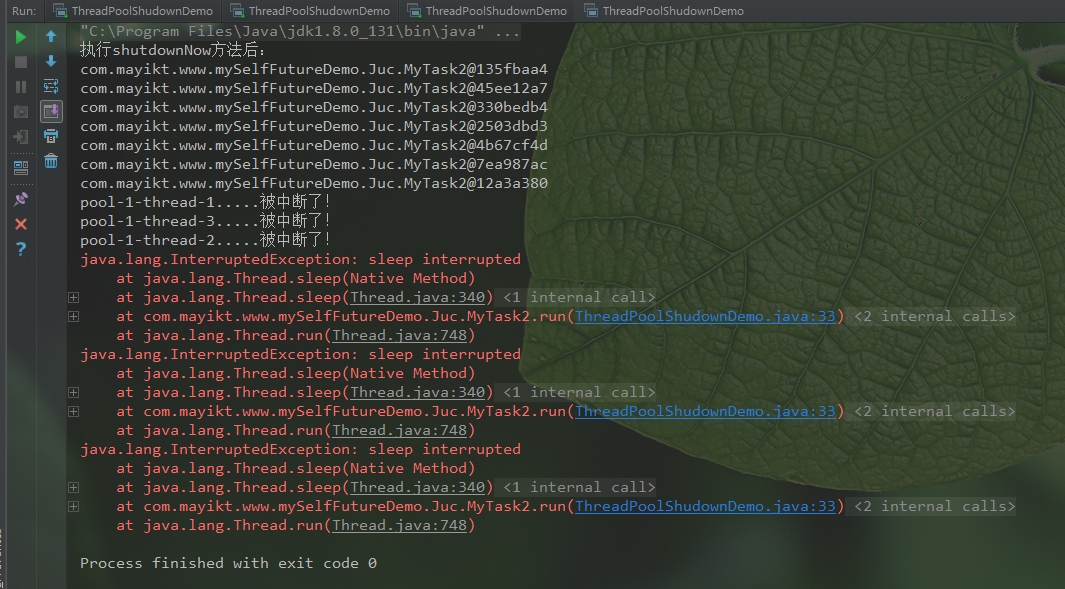 Run: ThreadPoolShudownDemo ThreadPoolShudownDemo ThreadPoolShudownDemo ThreadPoolShudownDemo
"C:\Program Files\Java\jdk1.8.0_131\bin\java" ...
执行shutdownNow方法后:
com.mayikt.www.mySelfFutureDemo.Juc.MyTask2@135fbaa4
com.mayikt.www.mySelfFutureDemo.Juc.MyTask2@45ee12a7
com.mayikt.www.mySelfFutureDemo.Juc.MyTask2@330bedb4
com.mayikt.www.mySelfFutureDemo.Juc.MyTask2@2503dbd3
com.mayikt.www.mySelfFutureDemo.Juc.MyTask2@4b67cf4d
com.mayikt.www.mySelfFutureDemo.Juc.MyTask2@7ea987ac
com.mayikt.www.mySelfFutureDemo.Juc.MyTask2@12a3a380
pool-1-thread-1.....被中断了!
pool-1-thread-3.....被中断了!
pool-1-thread-2.....被中断了!
java.lang.InterruptedException: sleep interrupted
at java.lang.Thread.sleep(Native Method)
at java.lang.Thread.sleep(Thread.java:340) <1 internal call>
at com.mayikt.www.mySelfFutureDemo.Juc.MyTask2.run(ThreadPoolShudownDemo.java:33) <2 internal calls>
at java.lang.Thread.run(Thread.java:748)
java.lang.InterruptedException: sleep interrupted
at java.lang.Thread.sleep(Native Method)
at java.lang.Thread.sleep(Thread.java:340) <1 internal call>
at com.mayikt.www.mySelfFutureDemo.Juc.MyTask2.run(ThreadPoolShudownDemo.java:33) <2 internal calls>
at java.lang.Thread.run(Thread.java:748)
java.lang.InterruptedException: sleep interrupted
at java.lang.Thread.sleep(Native Method)
at java.lang.Thread.sleep(Thread.java:340) <1 internal call>
at com.mayikt.www.mySelfFutureDemo.Juc.MyTask2.run(ThreadPoolShudownDemo.java:33) <2 internal calls>
at java.lang.Thread.run(Thread.java:748)
Process finished with exit code 0